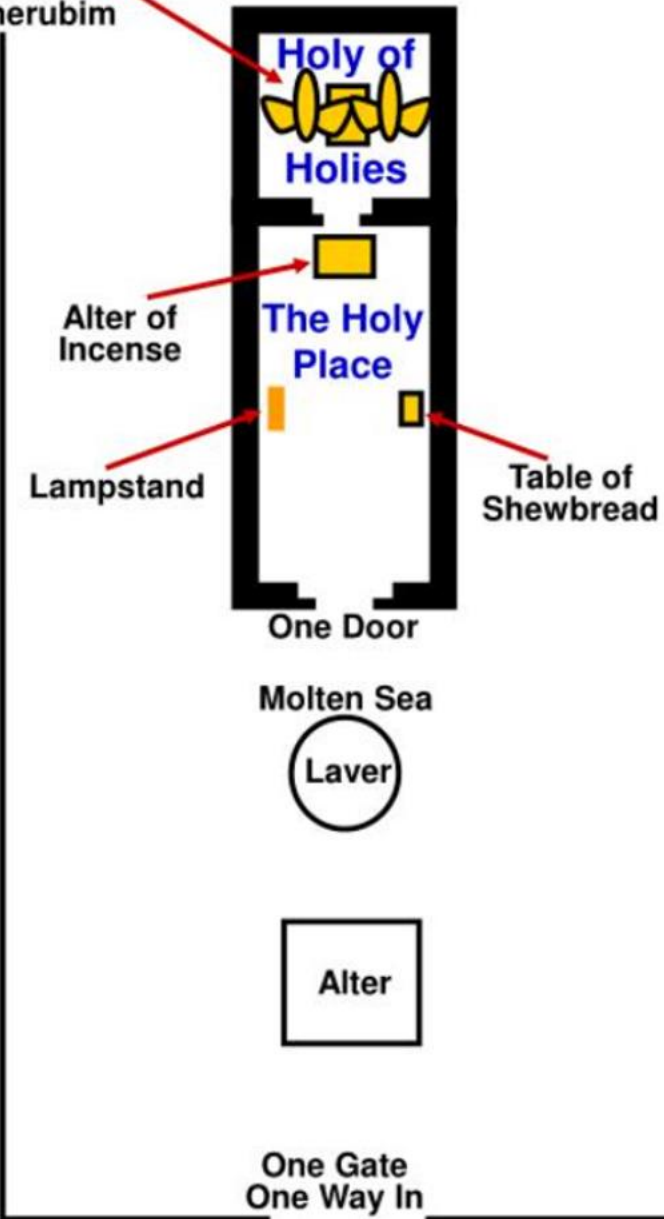 erubim
Holy of
Holies
Alter of
Incense
The Holy
Place
Lampstand
Table of
Shewbread
One Door
Molten Sea
Laver
Alter
One Gate
One Way In